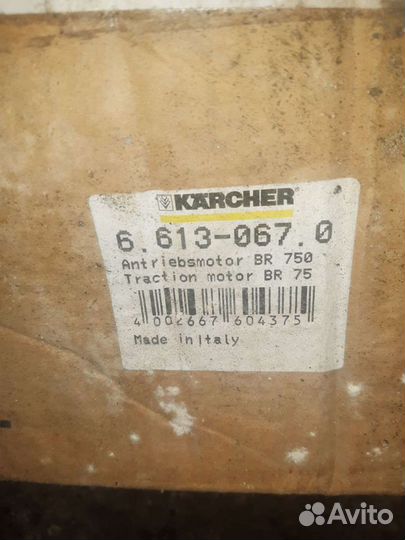 KÄRCHER
6.613-067.0
Antriebsmotor BR 750
Traction motor BR 75
4 002667 604375
Made in Italy
Avito